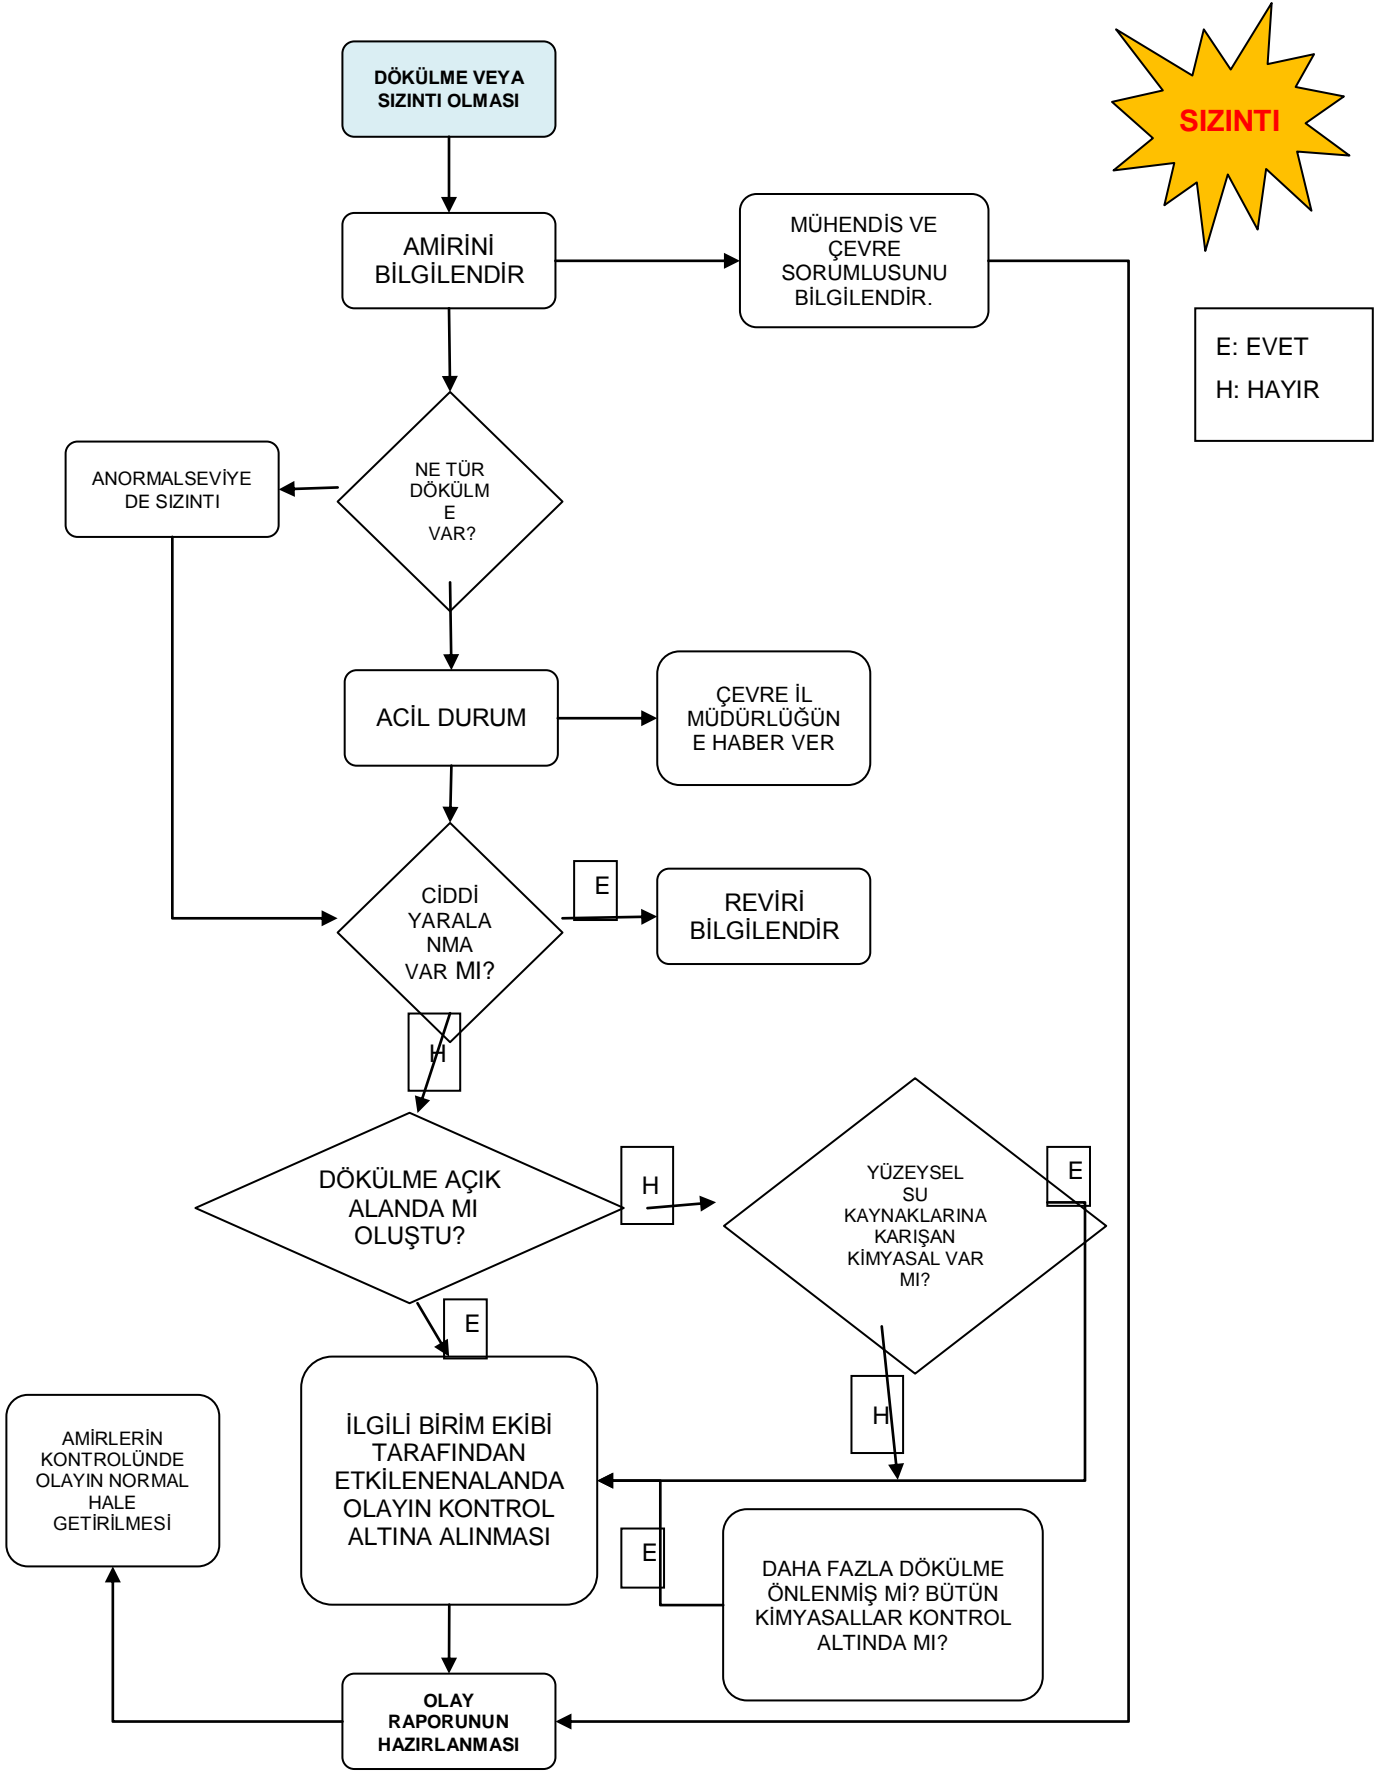 DÖKÜLME VEYA
SIZINTI OLMASI
SIZINTI
AMİRİNİ
BİLGİLENDİR
MÜHENDİS VE
ÇEVRE
SORUMLUSUNU
BİLGİLENDİR.
E: EVET
H: HAYIR
ANORMALSEVİYE
DE SIZINTI
NE TÜR
DÖKÜLM
E
VAR?
ACİL DURUM
ÇEVRE İL
MÜDÜRLÜĞÜN
E HABER VER
CİDDİ
YARALA
NMA
VAR MI?
E
REVİRİ
BİLGİLENDİR
H
DÖKÜLME AÇIK
ALANDA MI
OLUŞTU?
H
YÜZEYSEL
SU
KAYNAKLARINA
KARIŞAN
KİMYASAL VAR
MI?
E
E
H
İLGİLİ BİRİM EKİBİ
TARAFINDAN
ETKİLENENALANDA
OLAYIN KONTROL
ALTINA ALINMASI
AMİRLERİN
KONTROLÜNDE
OLAYIN NORMAL
HALE
GETİRİLMESİ
E
DAHA FAZLA DÖKÜLME
ÖNLENMİŞ Mİ? BÜTÜN
KİMYASALLAR KONTROL
ALTINDA MI?
OLAY
RAPORUNUN
HAZIRLANMASI